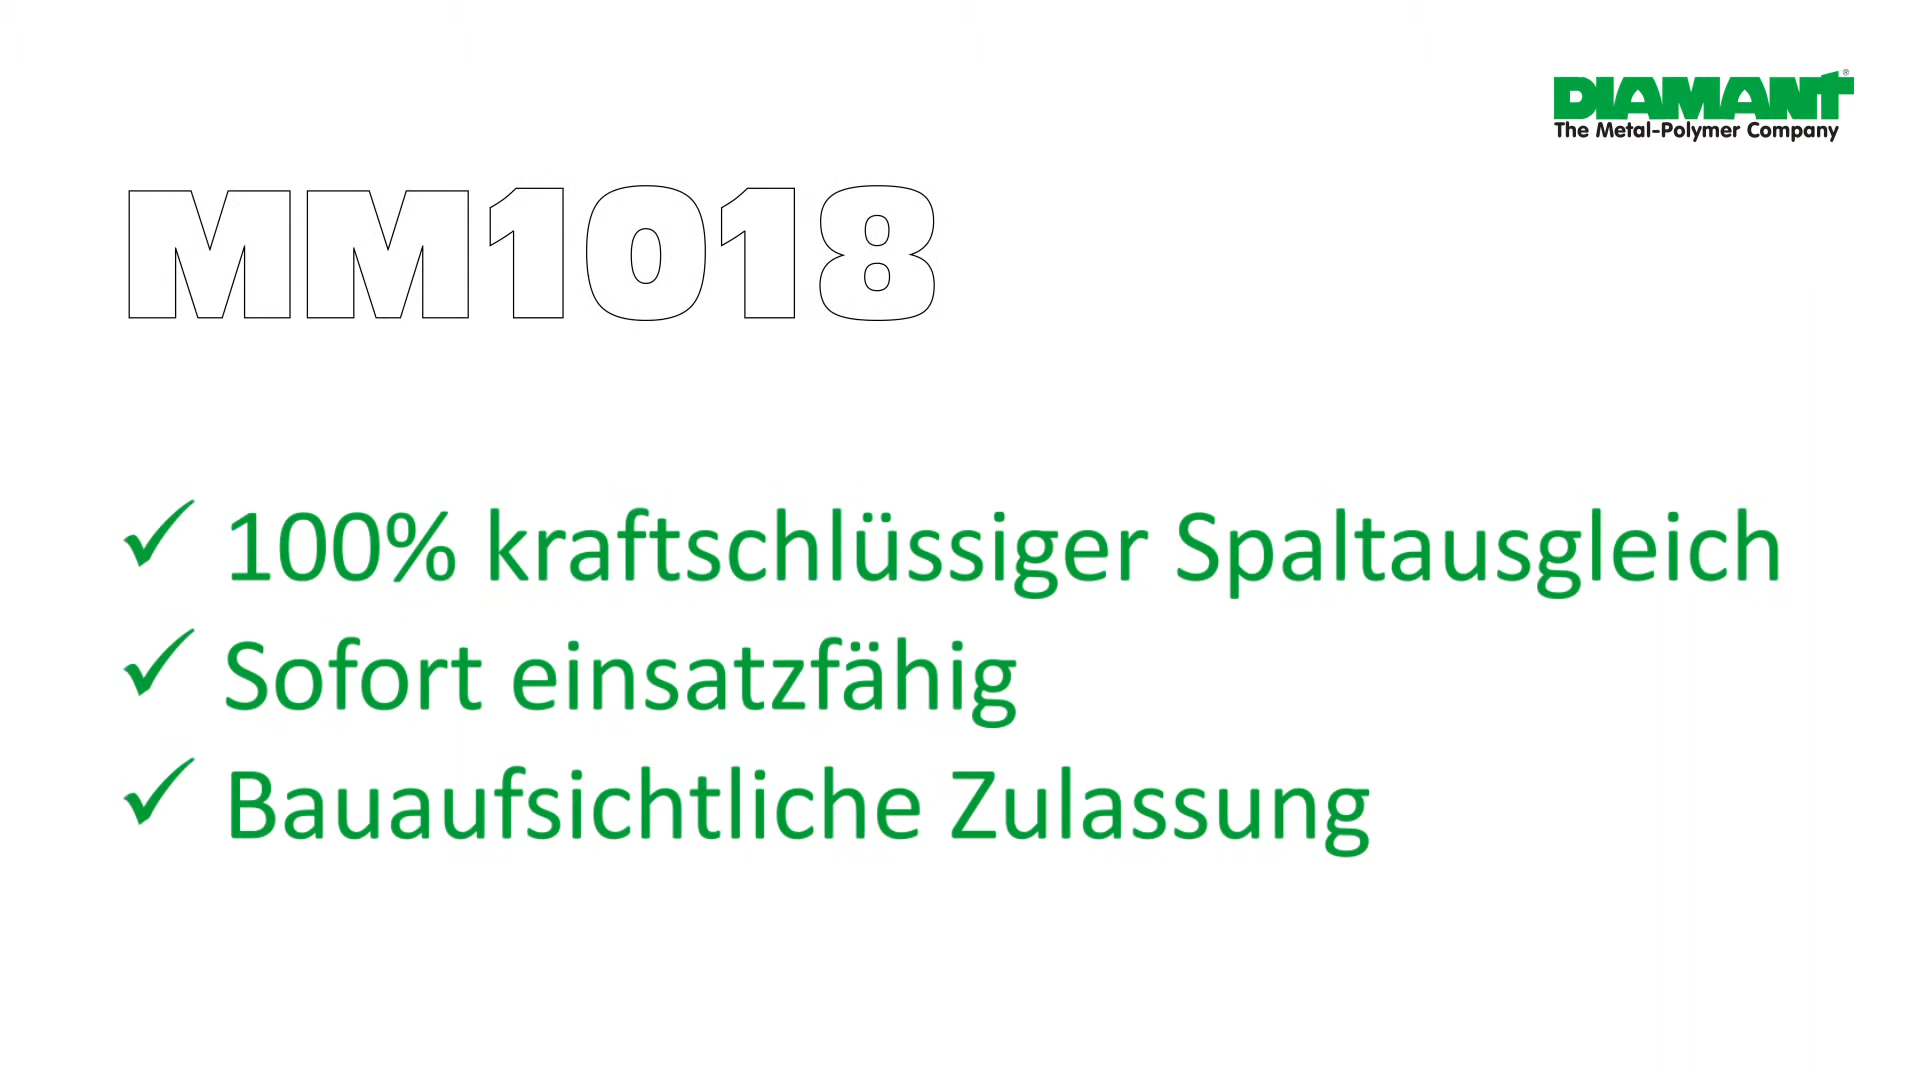 DIAMANT®
The Metal-Polymer Company
MM1018
✓ 100% kraftschlüssiger Spaltausgleich
✓ Sofort einsatzfähig
✓ Bauaufsichtliche Zulassung